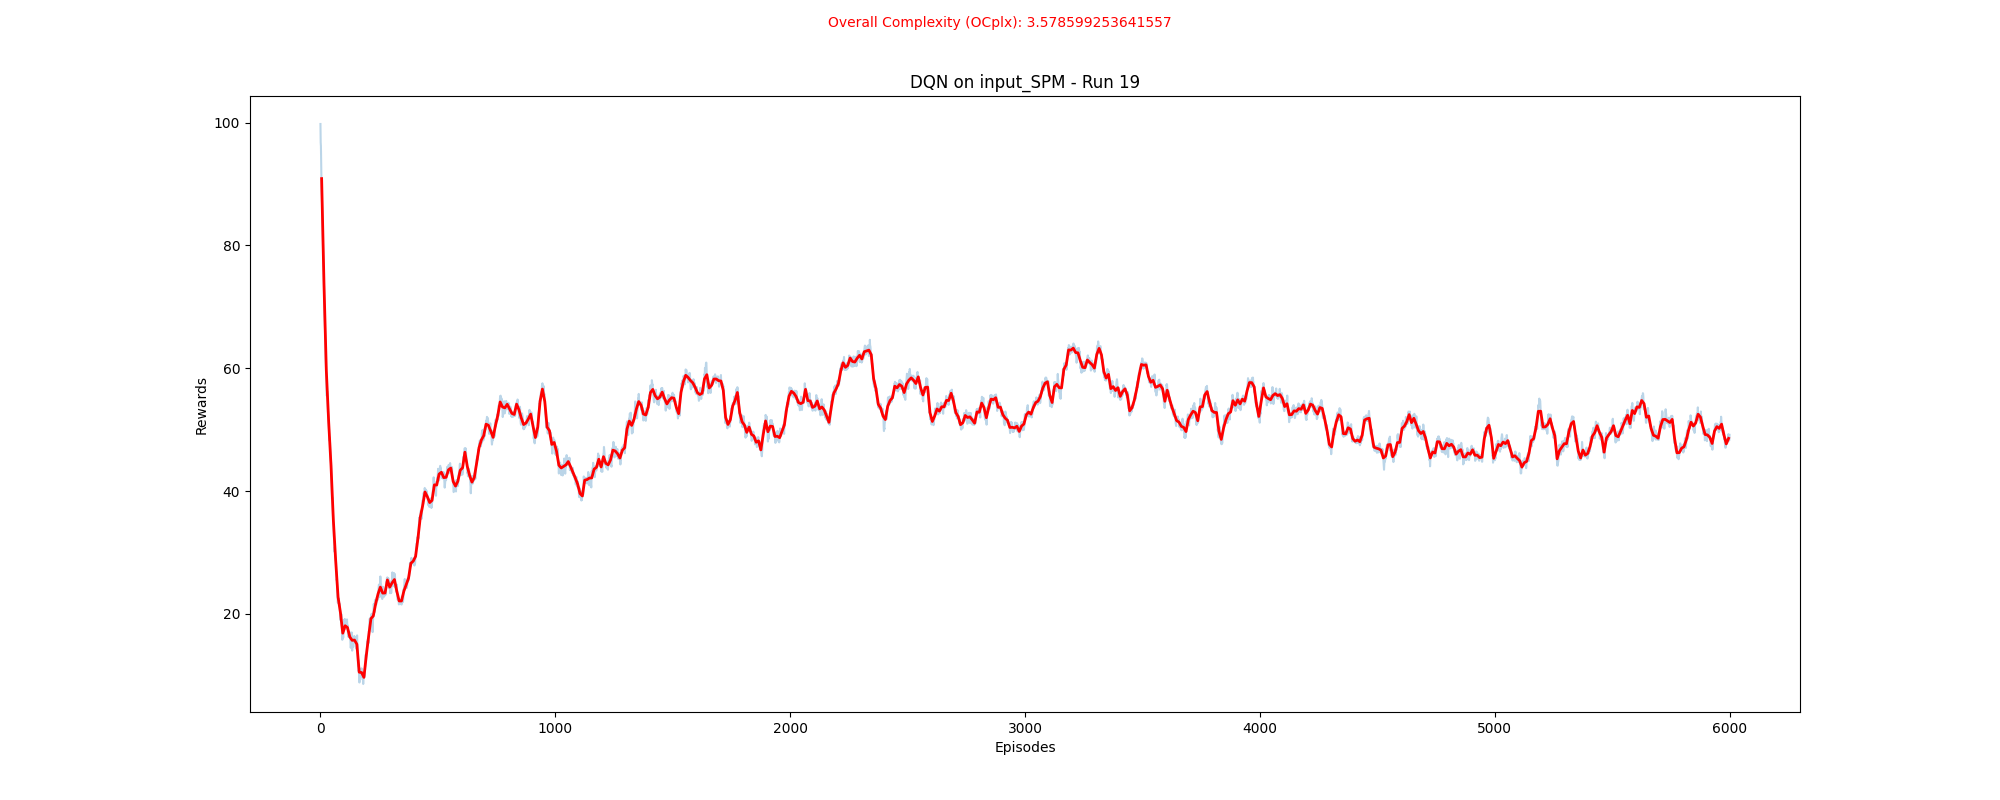 Overall Complexity (OCplx): 3.578599253641557
DQN on input_SPM - Run 19
100
80
60
40
20
Rewards
0 1000 2000 3000 4000 5000 6000
Episodes